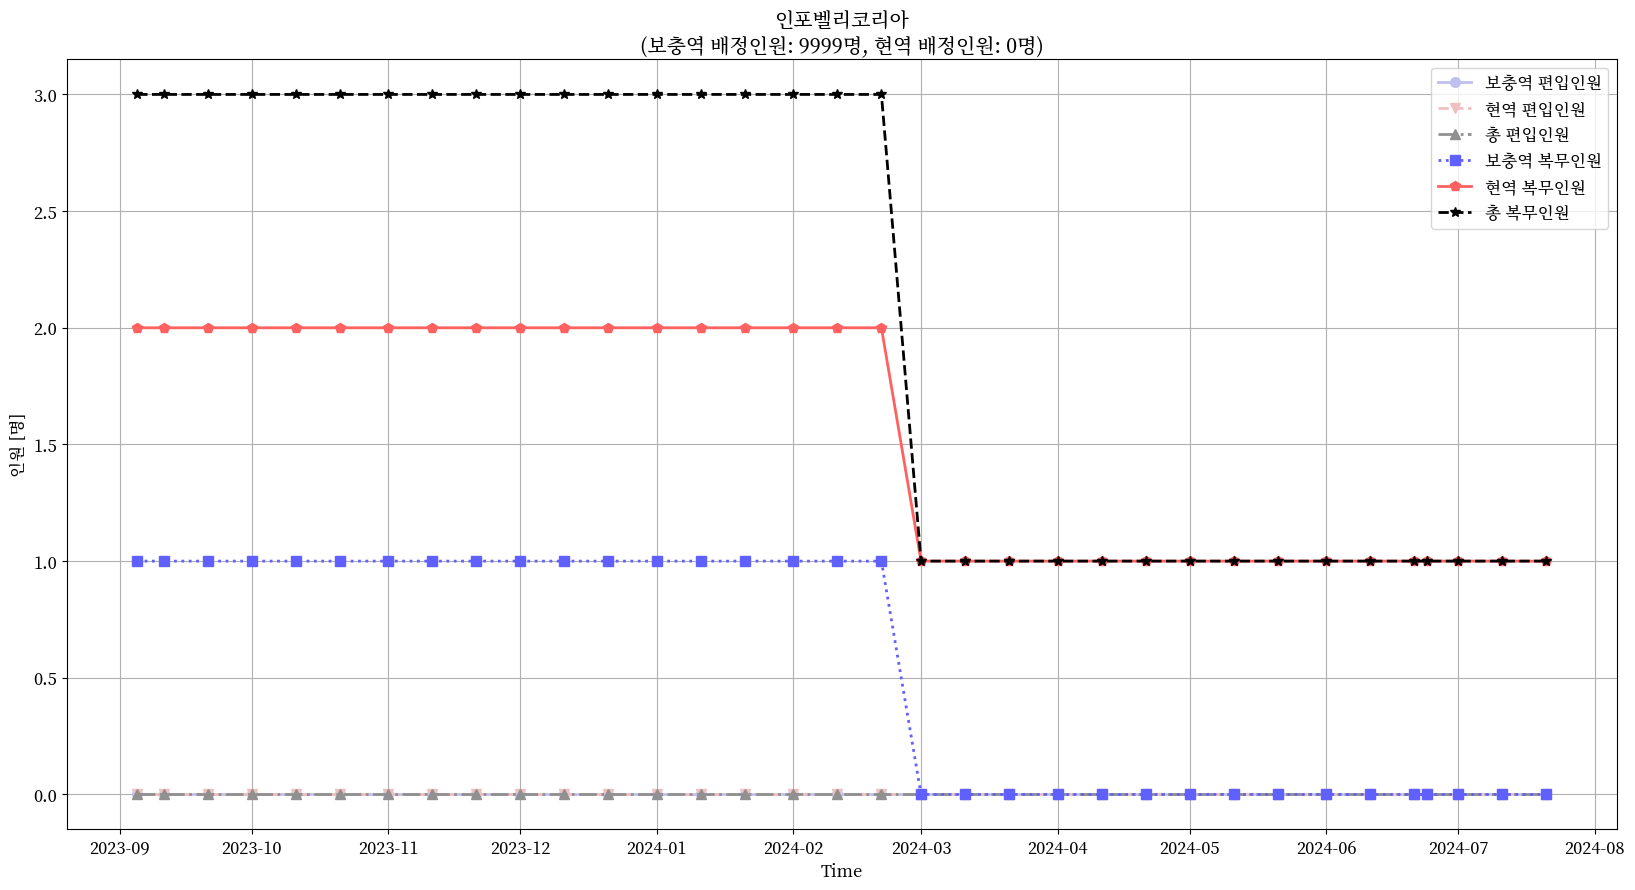 인포벨리코리아
(보충역 배정인원: 9999명, 현역 배정인원: 0명)
보충역 편입인원
현역 편입인원
총 편입인원
보충역 복무인원
현역 복무인원
총 복무인원
인원 [명]
3.0
2.5
2.0
1.5
1.0
0.5
0.0
2023-09
2023-10
2023-11
2023-12
2024-01
2024-02
2024-03
2024-04
2024-05
2024-06
2024-07
2024-08
Time